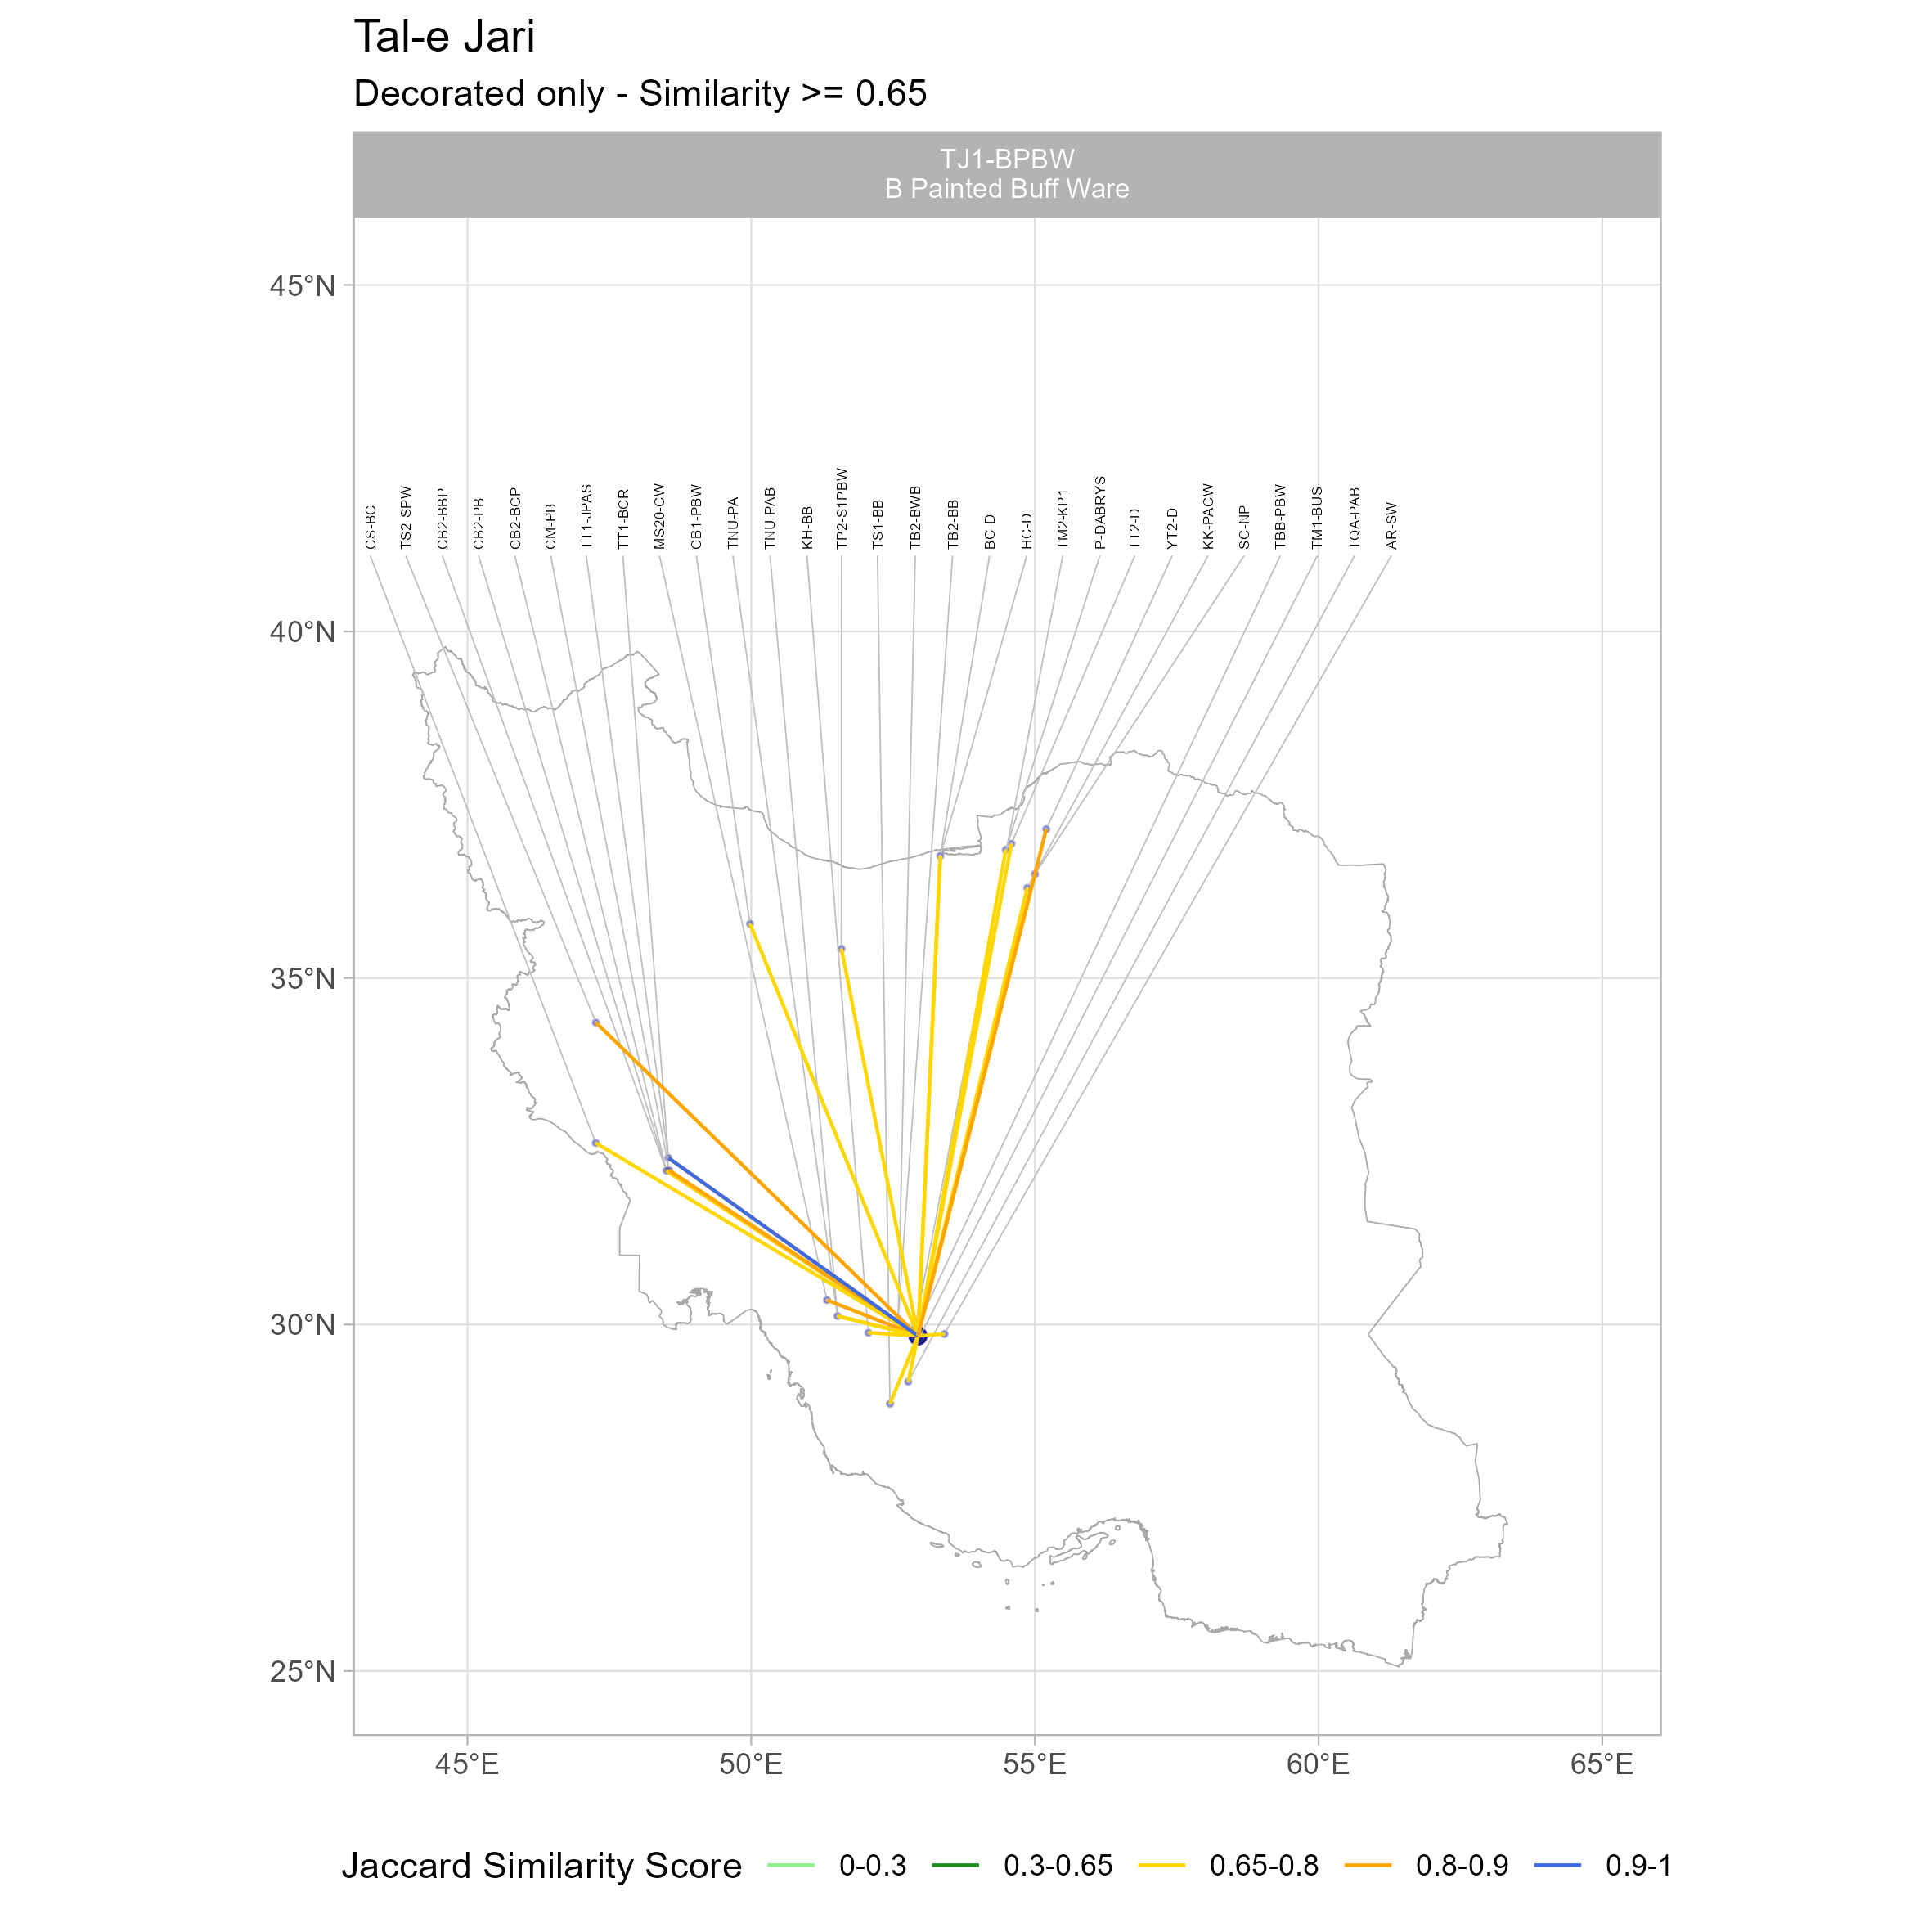 Tal-e Jari
Decorated only - Similarity >= 0.65
TJ1-BPBW
B Painted Buff Ware
45°N
40°N
35°N
30°N
25°N
CS-BC
TS2-SPW
CB2-BBP
CB2-PB
CB2-BCP
CM-PB
TT1-JPAS
TT1-BCR
MS20-CW
CB1-PBW
TNU-PA
TNU-PAB
KH-BB
TP2-S1PBW
TS1-BB
TB2-BWB
TB2-BB
BC-D
HC-D
TM2-KP1
P-DABRYS
TT2-D
YT2-D
KK-PACW
SC-NP
TBB-PBW
TM1-BUS
TQA-PAB
AR-SW
45°E
50°E
55°E
60°E
65°E
Jaccard Similarity Score 0-0.3 0.3-0.65 0.65-0.8 0.8-0.9 0.9-1